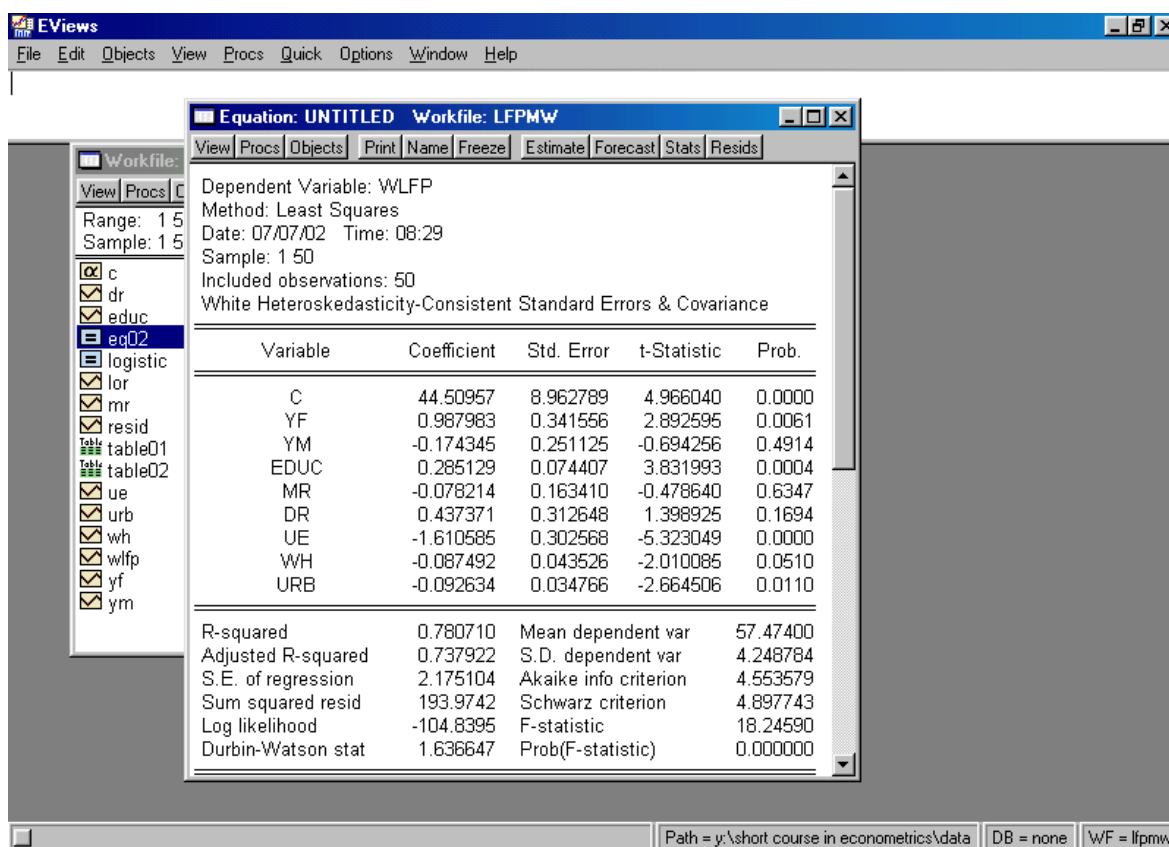 EViews
File Edit Objects View Procs Quick Options Window Help
Equation: UNTITLED Workfile: LFPMW
View Procs Objects Print Name Freeze Estimate Forecast Stats Resids
Dependent Variable: WLFP
Method: Least Squares
Date: 07/07/02 Time: 08:29
Sample: 1 50
Included observations: 50
White Heteroskedasticity-Consistent Standard Errors & Covariance
Variable Coefficient Std. Error t-Statistic Prob.
C 44.50957 8.962789 4.966040 0.0000
YF 0.987983 0.341556 2.892595 0.0061
YM -0.174345 0.251125 -0.694256 0.4914
EDUC 0.285129 0.074407 3.831993 0.0004
MR -0.078214 0.163410 -0.478640 0.6347
DR 0.437371 0.312648 1.398925 0.1694
UE -1.610585 0.302568 -5.323049 0.0000
WH -0.087492 0.043526 -2.010085 0.0510
URB -0.092634 0.034766 -2.664506 0.0110
R-squared 0.780710 Mean dependent var 57.47400
Adjusted R-squared 0.737922 S.D. dependent var 4.248784
S.E. of regression 2.175104 Akaike info criterion 4.553579
Sum squared resid 193.9742 Schwarz criterion 4.897743
Log likelihood -104.8395 F-statistic 18.24590
Durbin-Watson stat 1.636647 Prob(F-statistic) 0.000000
Workfile:
View Procs
Range: 1 5
Sample: 1 5
α c
dr
educ
eq02
logistic
lor
mr
resid
Table table01
Table table02
ue
urb
wh
wlfp
yf
ym
Path = y:\short course in econometrics\data DB = none WF = lfpmw